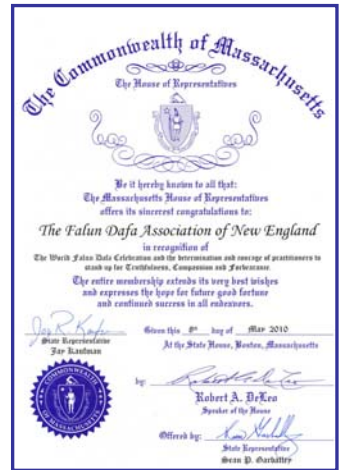 The Commonwealth of Massachusetts
The House of Representatives
Be it hereby known to all that:
The Massachusetts House of Representatives
offers its sincerest congratulations to:
The Falun Dafa Association of New England
in recognition of
The World Falun Dafa Celebration and the determination and courage of practitioners to
stand up for Truthfulness, Compassion and Forbearance.
The entire membership extends its very best wishes
and expresses the hope for future good fortune
and continued success in all endeavors.
Given this 8th day of May 2010
At the State House, Boston, Massachusetts
State Representative
Jay Kaufman
by:
Robert A. DeLeo
Speaker of the House
Offered by:
State Representative
Sean P. Garballey
COMMONWEALTH
OF MASSACHUSETTS